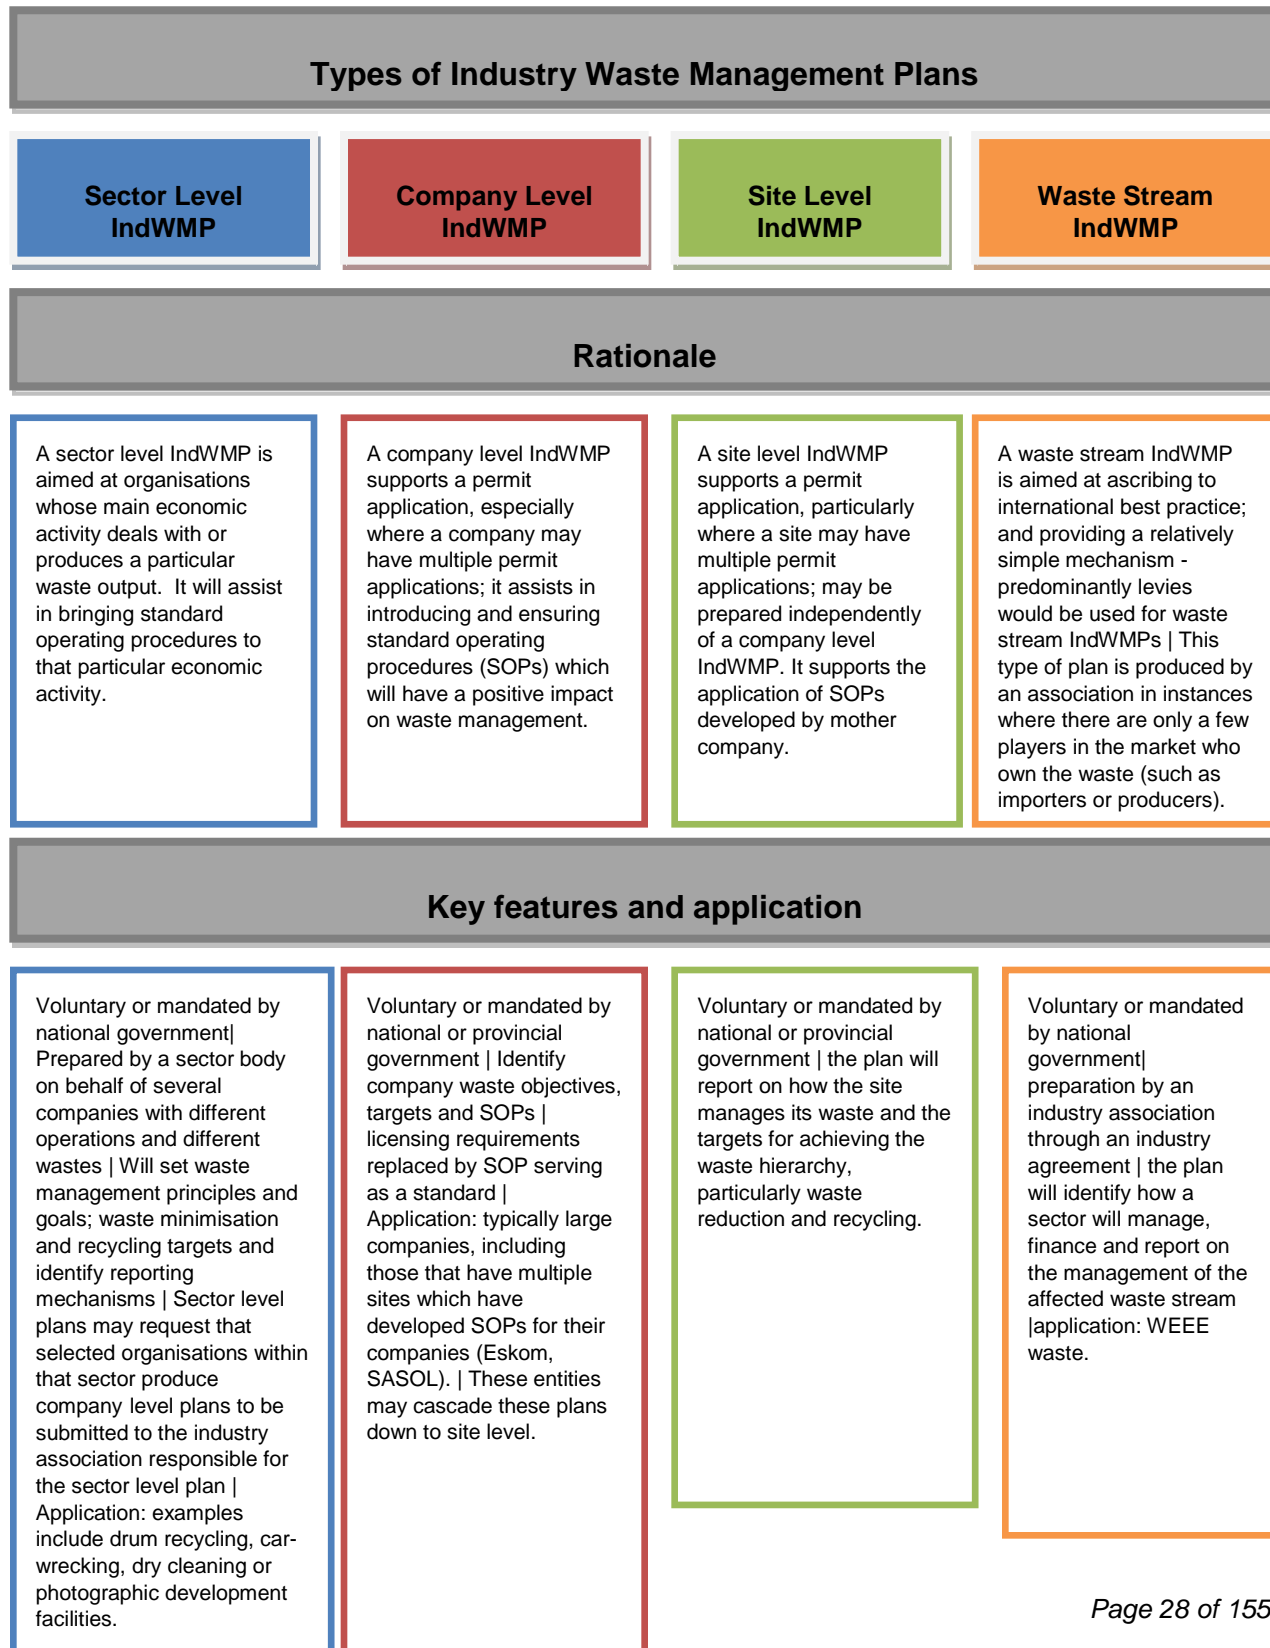 Types of Industry Waste Management Plans
Sector Level
IndWMP
Company Level
IndWMP
Site Level
IndWMP
Waste Stream
IndWMP
Rationale
A sector level IndWMP is
aimed at organisations
whose main economic
activity deals with or
produces a particular
waste output.  It will assist
in bringing standard
operating procedures to
that particular economic
activity.
A company level IndWMP
supports a permit
application, especially
where a company may
have multiple permit
applications; it assists in
introducing and ensuring
standard operating
procedures (SOPs) which
will have a positive impact
on waste management.
A site level IndWMP
supports a permit
application, particularly
where a site may have
multiple permit
applications; may be
prepared independently
of a company level
IndWMP. It supports the
application of SOPs
developed by mother
company.
A waste stream IndWMP
is aimed at ascribing to
international best practice;
and providing a relatively
simple mechanism -
predominantly levies
would be used for waste
stream IndWMPs | This
type of plan is produced by
an association in instances
where there are only a few
players in the market who
own the waste (such as
importers or producers).
Key features and application
Voluntary or mandated by
national government|
Prepared by a sector body
on behalf of several
companies with different
operations and different
wastes | Will set waste
management principles and
goals; waste minimisation
and recycling targets and
identify reporting
mechanisms | Sector level
plans may request that
selected organisations within
that sector produce
company level plans to be
submitted to the industry
association responsible for
the sector level plan |
Application: examples
include drum recycling, car-
wrecking, dry cleaning or
photographic development
facilities.
Voluntary or mandated by
national or provincial
government | Identify
company waste objectives,
targets and SOPs |
licensing requirements
replaced by SOP serving
as a standard |
Application: typically large
companies, including
those that have multiple
sites which have
developed SOPs for their
companies (Eskom,
SASOL). | These entities
may cascade these plans
down to site level.
Voluntary or mandated by
national or provincial
government | the plan will
report on how the site
manages its waste and the
targets for achieving the
waste hierarchy,
particularly waste
reduction and recycling.
Voluntary or mandated
by national
government|
preparation by an
industry association
through an industry
agreement | the plan
will identify how a
sector will manage,
finance and report on
the management of the
affected waste stream
|application: WEEE
waste.
Page 28 of 155